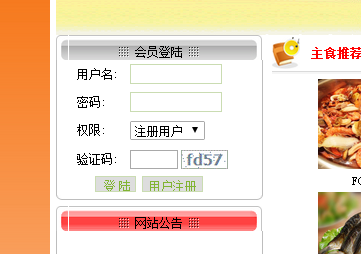 会员登陆
主食推荐
用户名:
密码:
权限: 注册用户
验证码: fd57
登陆 用户注册
网站公告